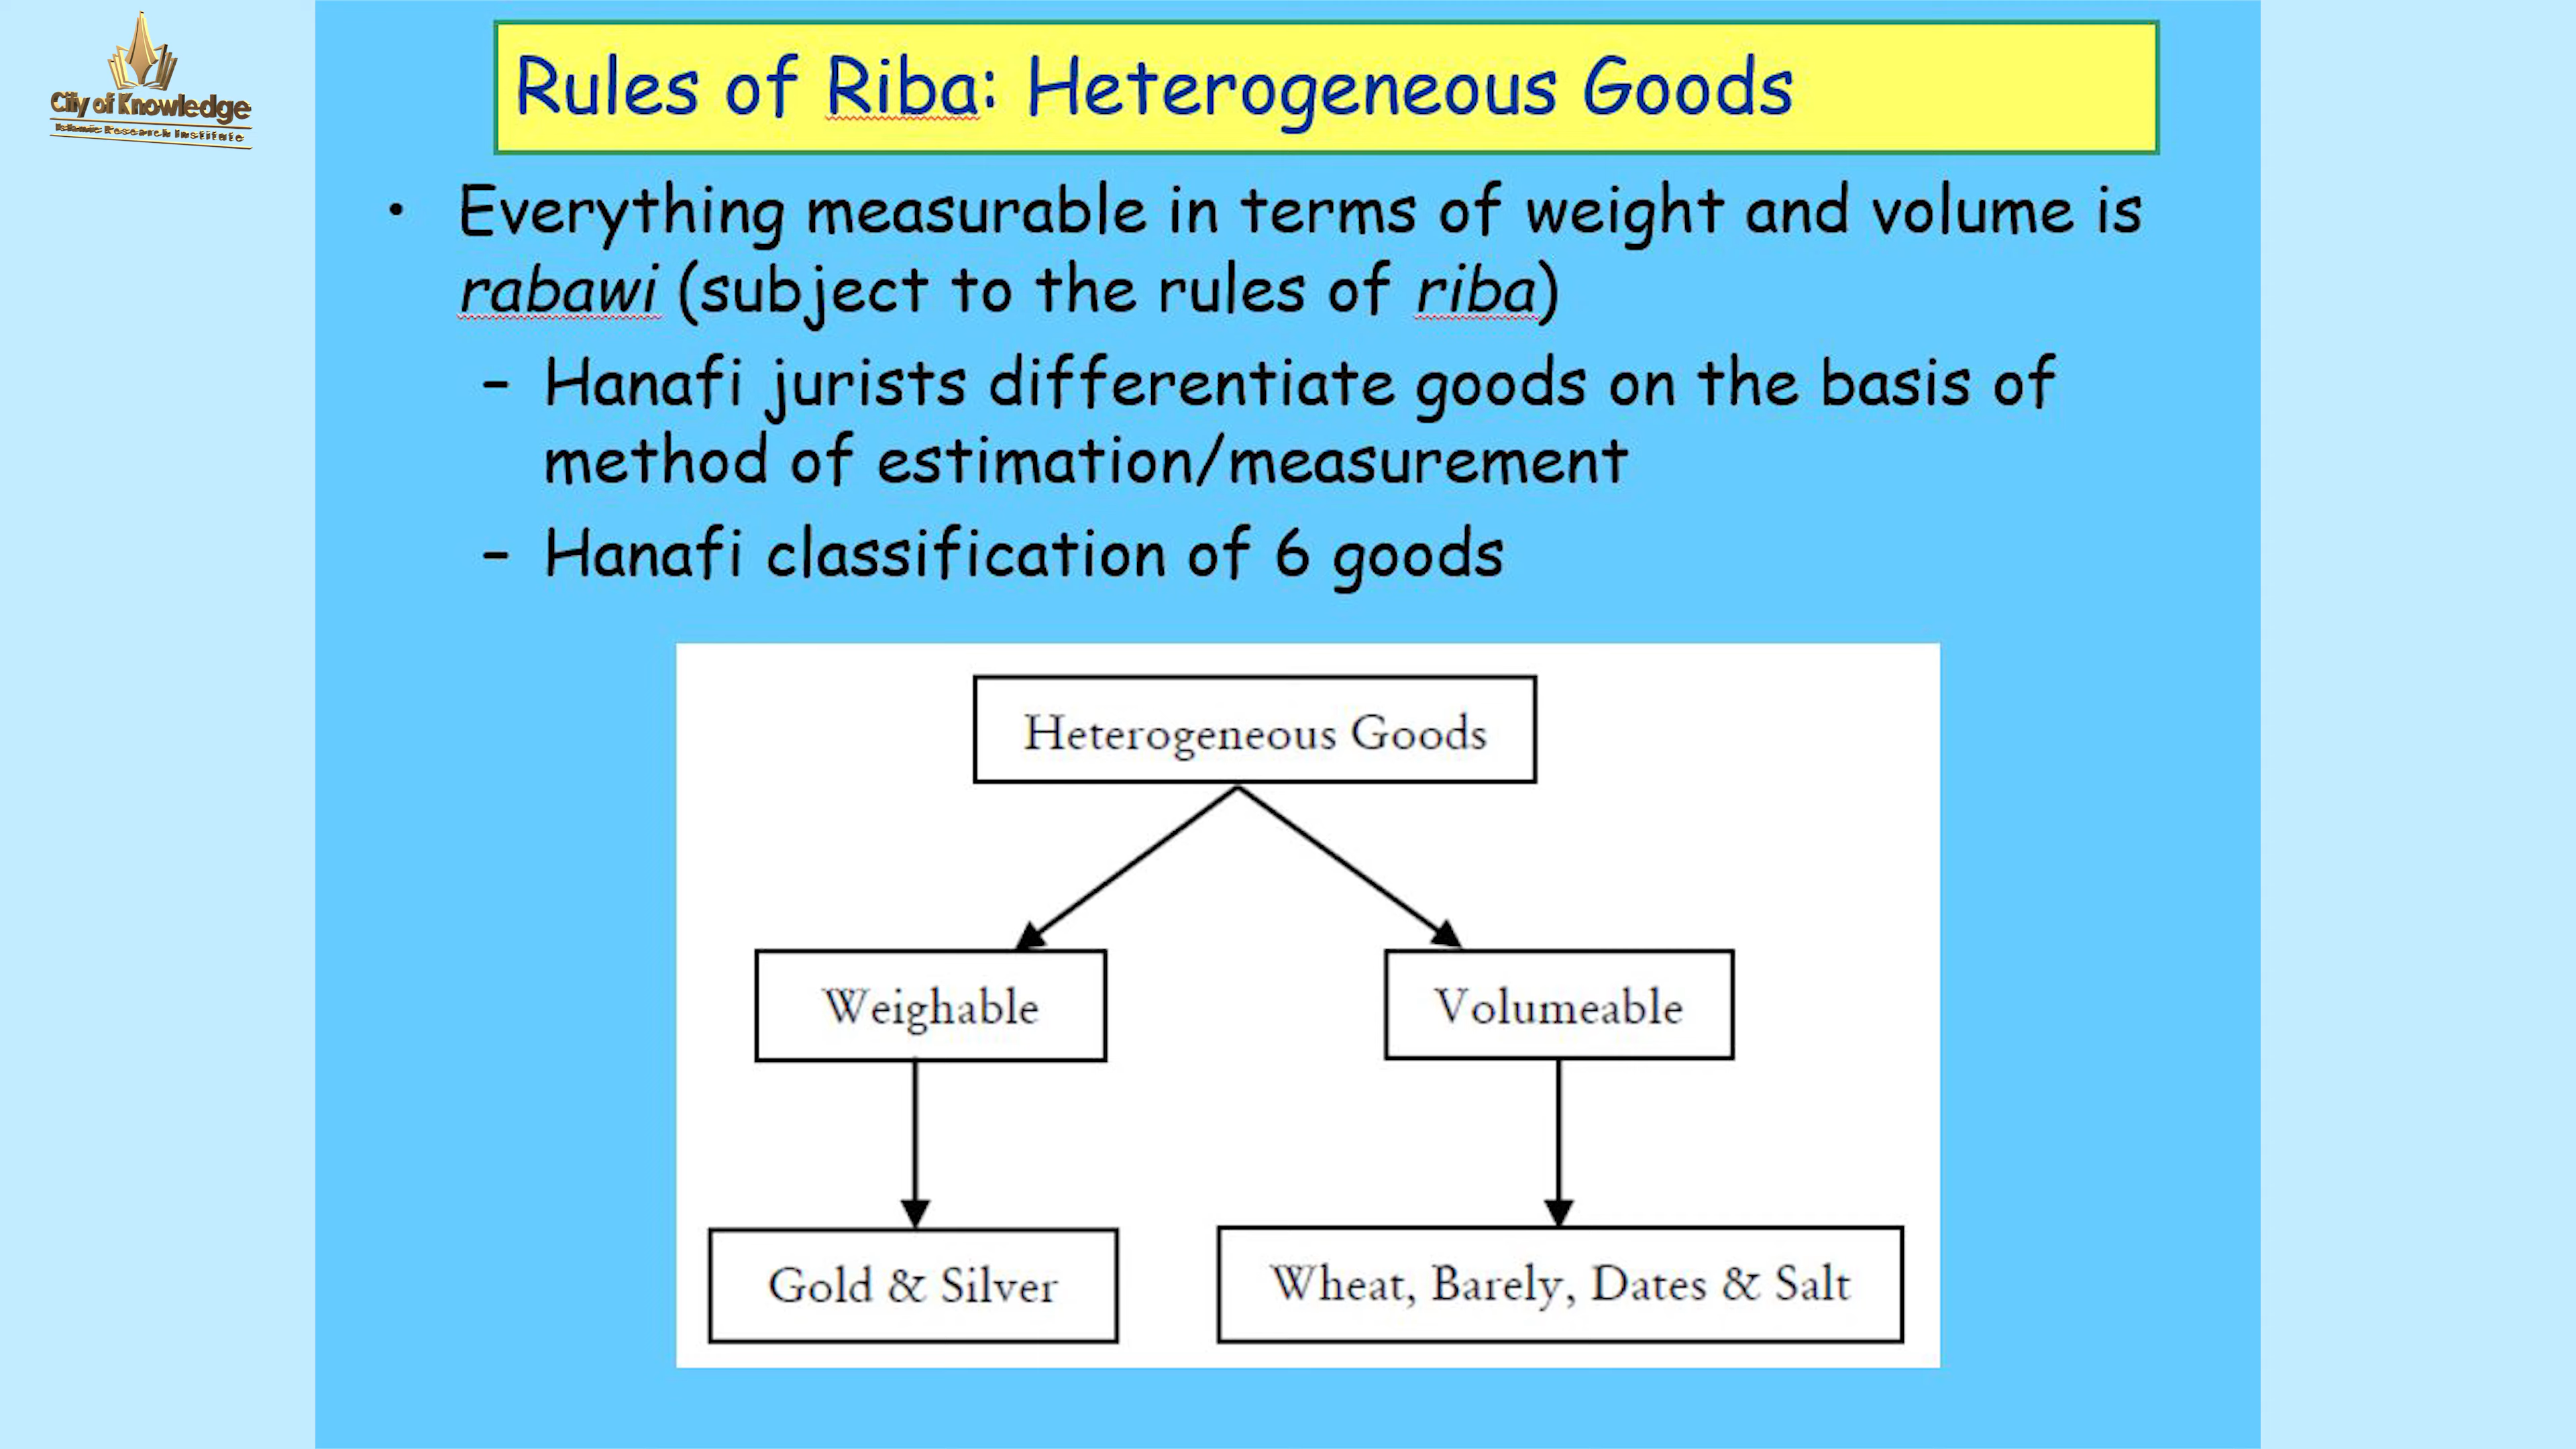 City of Knowledge
Islamic Research Institute
Rules of Riba: Heterogeneous Goods
• Everything measurable in terms of weight and volume is
rabawi (subject to the rules of riba)
– Hanafi jurists differentiate goods on the basis of
method of estimation/measurement
– Hanafi classification of 6 goods
Heterogeneous Goods
Weighable
Volumeable
Gold & Silver
Wheat, Barely, Dates & Salt